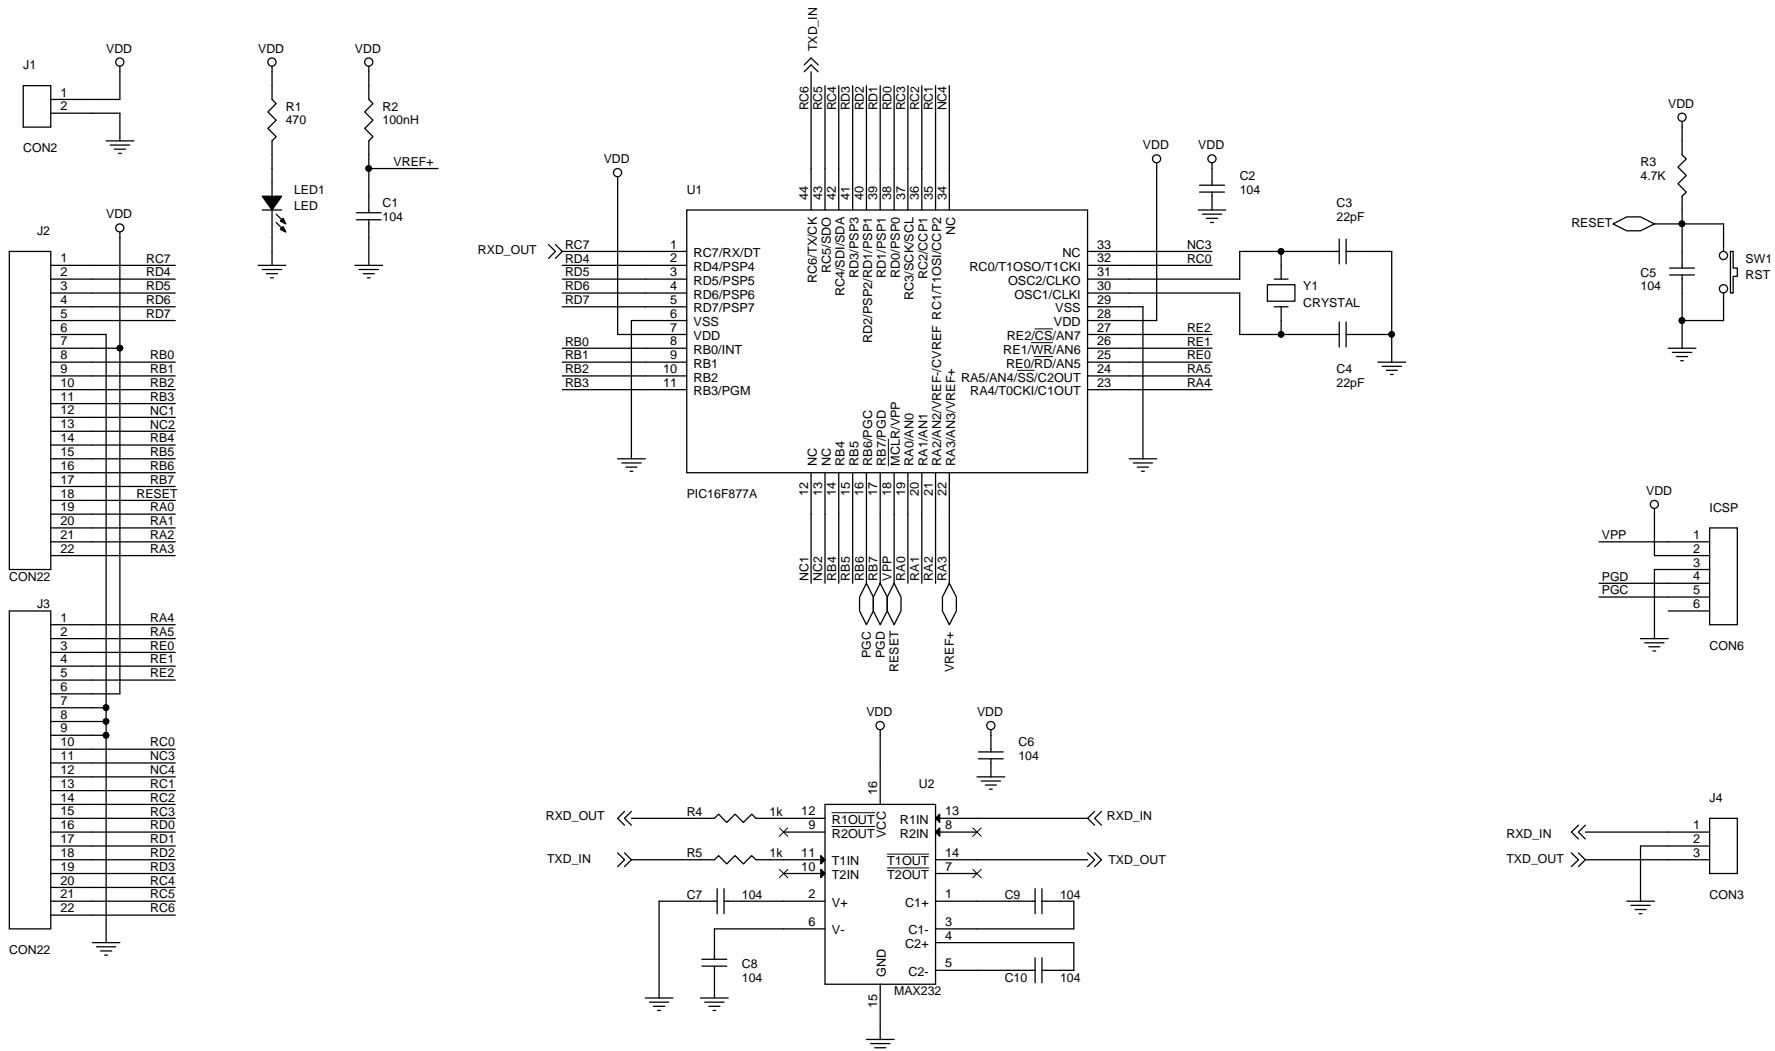 J1
VDD
1
2
CON2
VDD
R1
470
LED1
LED
VDD
R2
100nH
VREF+
C1
104
VDD
J2
1 RC7
2 RD4
3 RD5
4 RD6
5 RD7
6
7
8 RB0
9 RB1
10 RB2
11 RB3
12 NC1
13 NC2
14 RB4
15 RB5
16 RB6
17 RB7
18 RESET
19 RA0
20 RA1
21 RA2
22 RA3
CON22
J3
1 RA4
2 RA5
3 RE0
4 RE1
5 RE2
6
7
8
9
10 RC0
11 NC3
12 NC4
13 RC1
14 RC2
15 RC3
16 RD0
17 RD1
18 RD2
19 RD3
20 RC4
21 RC5
22 RC6
CON22
TXD_IN
RC6 44 RC6/TX/CK
RC5 43 RC5/SDO
RC4 42 RC4/SDI/SDA
RD3 41 RD3/PSP3
RD2 40 RD2/PSP2/RD1/PSP1
RD1 39 RD1/PSP1
RD0 38 RD0/PSP0
RC3 37 RC3/SCK/SCL
RC2 36 RC2/CCP1
RC1 35 RC1/T1OSI/CCP2
NC4 34 NC
VDD
U1
RXD_OUT RC7 1 RC7/RX/DT
RD4 2 RD4/PSP4
RD5 3 RD5/PSP5
RD6 4 RD6/PSP6
RD7 5 RD7/PSP7
6 VSS
7 VDD
RB0 8 RB0/INT
RB1 9 RB1
RB2 10 RB2
RB3 11 RB3/PGM
NC 33 NC3
RC0/T1OSO/T1CKI 32 RC0
OSC2/CLKO 31
OSC1/CLKI 30
VSS 29
VDD 28
RE2/CS/AN7 27 RE2
RE1/WR/AN6 26 RE1
RE0/RD/AN5 25 RE0
RA5/AN4/SS/C2OUT 24 RA5
RA4/T0CKI/C1OUT 23 RA4
NC 12 NC1
NC 13 NC2
RB4 14 RB4
RB5 15 RB5
RB6/PGC 16 RB6
RB7/PGD 17 RB7
MCLR/VPP 18 VPP
RA0/AN0 19 RA0
RA1/AN1 20 RA1
RA2/AN2/VREF-/CVREF 21 RA2
RA3/AN3/VREF+ 22 RA3
PIC16F877A
PGC
PGD
RESET
VREF+
VDD
VDD
C2
104
C3
22pF
Y1
CRYSTAL
C4
22pF
VDD
R3
4.7K
RESET
C5
104
SW1
RST
VDD
ICSP
VPP 1
2
3
PGD 4
PGC 5
6
CON6
VDD
VDD
C6
104
U2
16
VCC
RXD_OUT R4 1k 12 R1OUT
9 R2OUT
TXD_IN R5 1k 11 T1IN
10 T2IN
C7 104 2 V+
6 V-
C8
104
R1IN 13 RXD_IN
R2IN 8
T1OUT 14 TXD_OUT
T2OUT 7
C1+ 1 C9 104
C1- 3
C2+ 4
C2- 5 C10 104
GND
15
MAX232
J4
RXD_IN 1
2
TXD_OUT 3
CON3